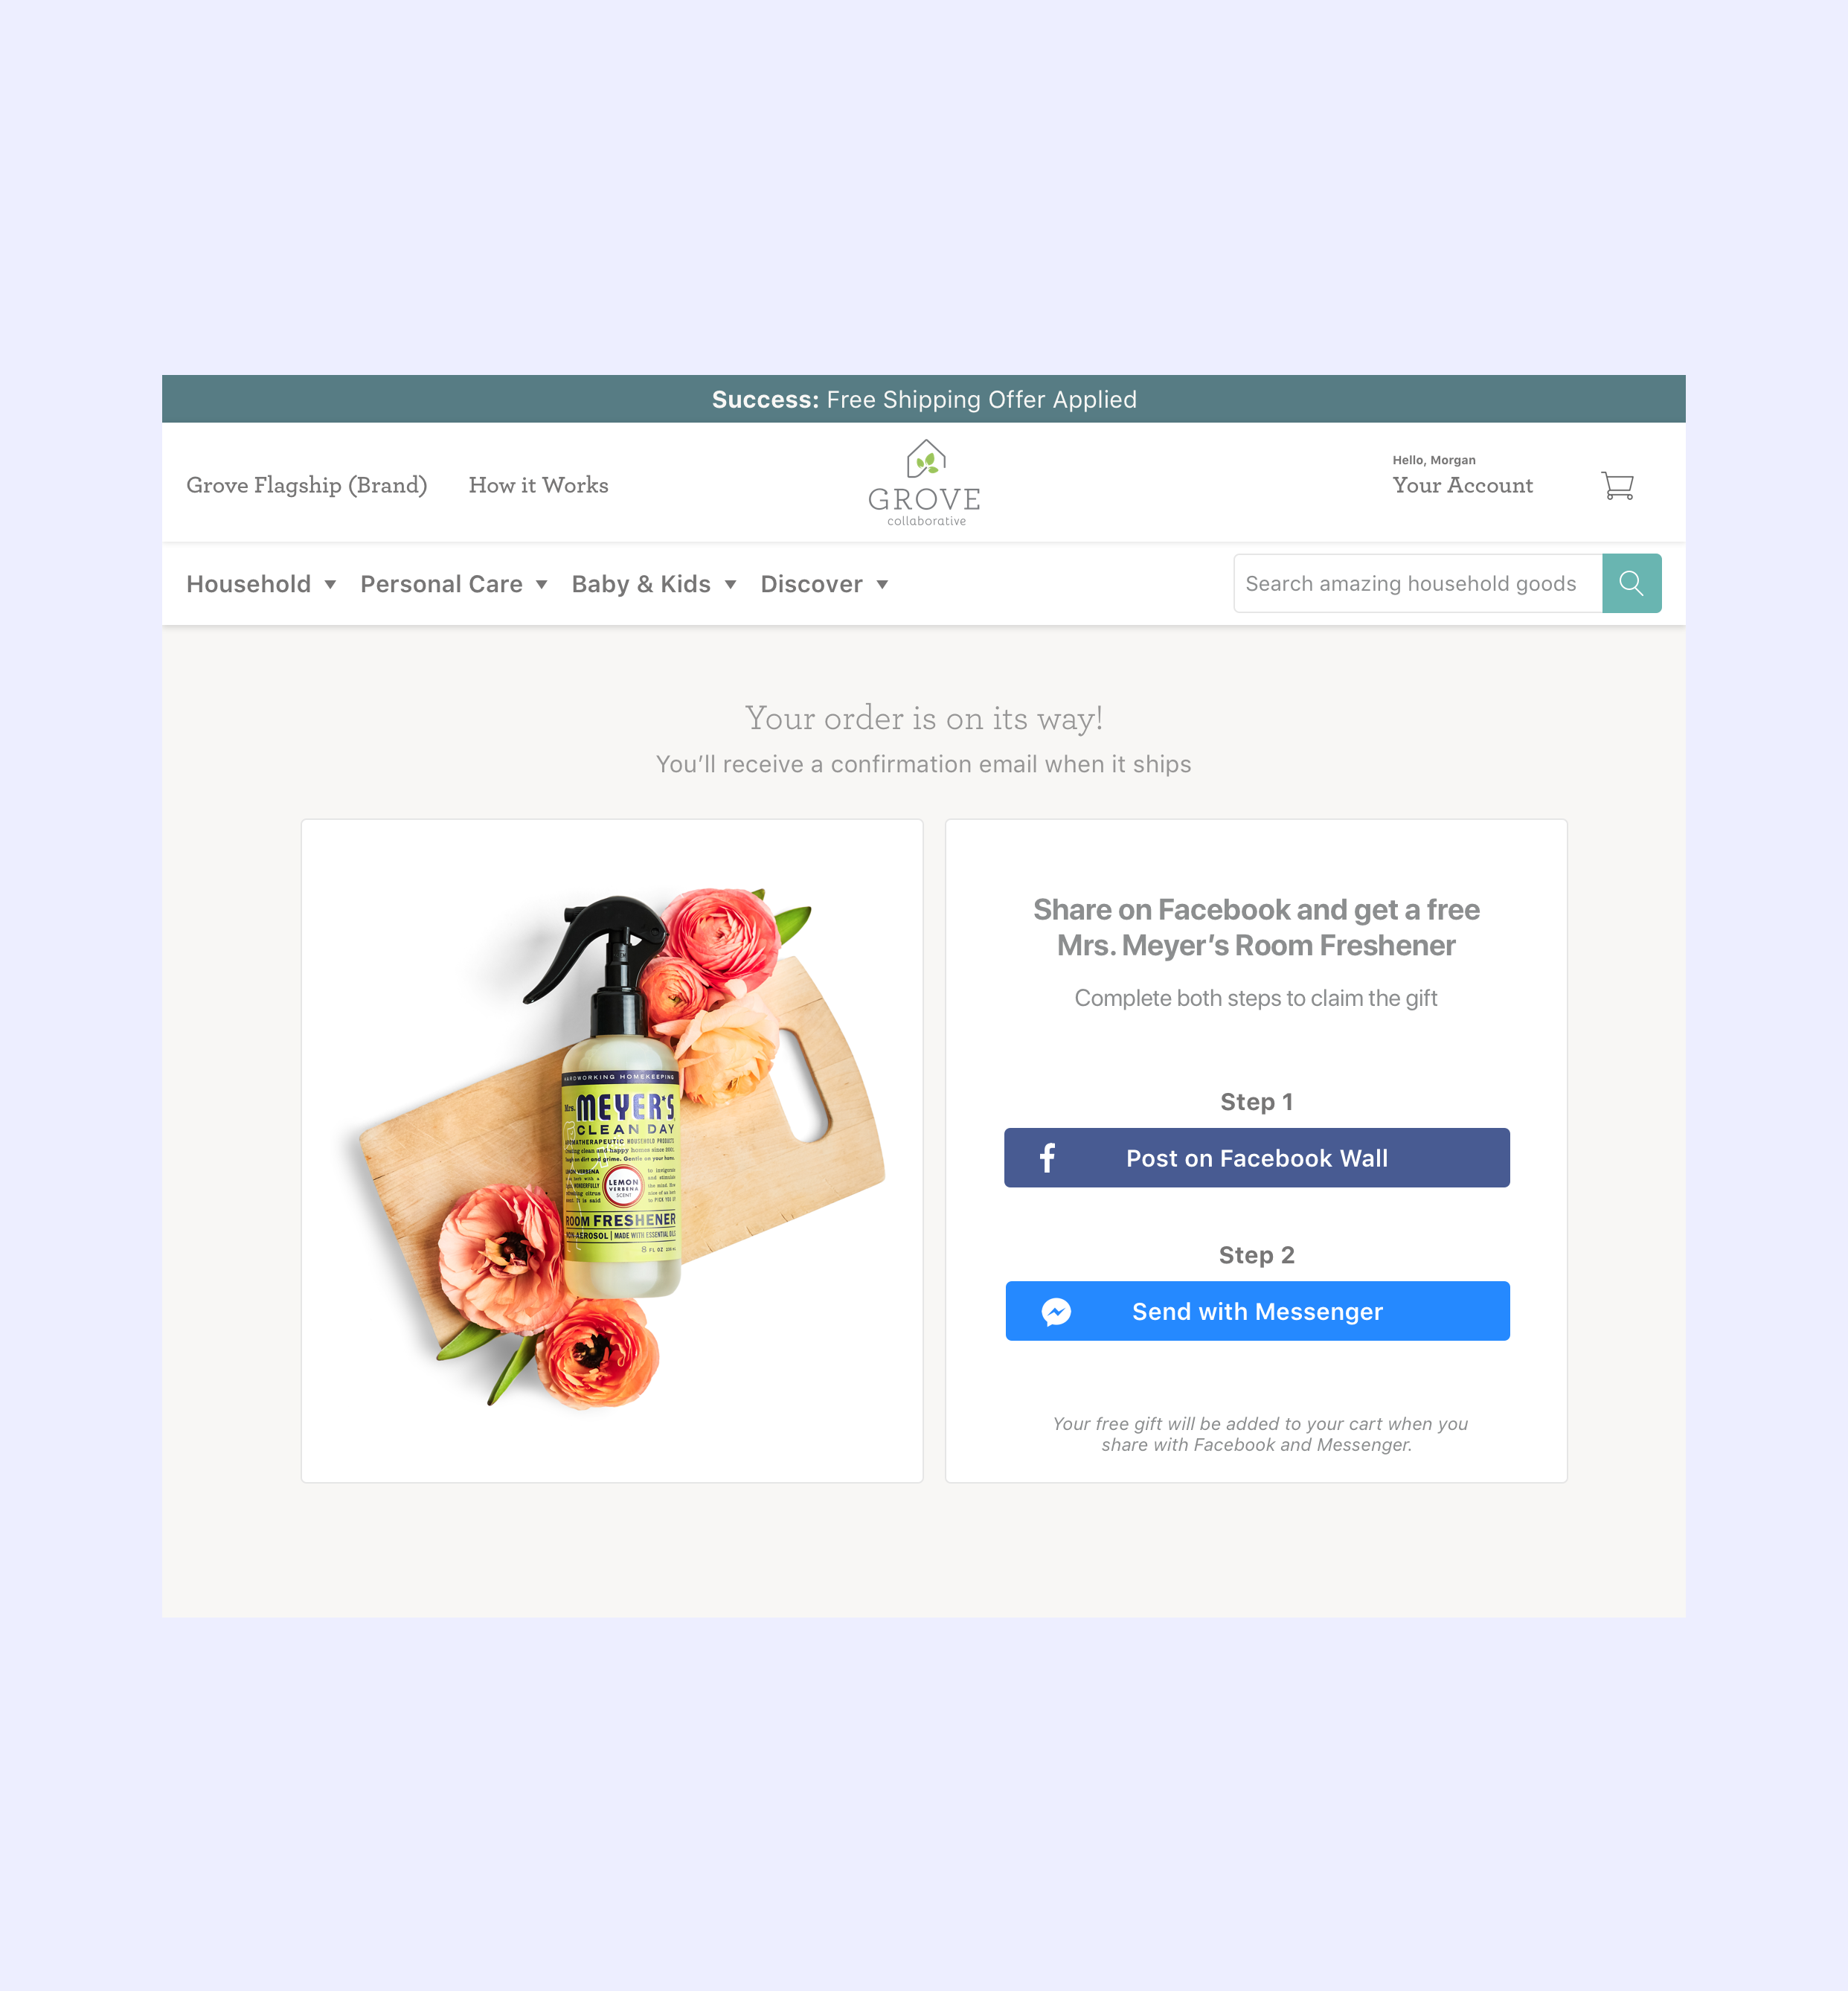 Success: Free Shipping Offer Applied
Grove Flagship (Brand)
How it Works
GROVE
collaborative
Hello, Morgan
Your Account
Household
Personal Care
Baby & Kids
Discover
Search amazing household goods
Your order is on its way!
You’ll receive a confirmation email when it ships
HARDWORKING HOMEKEEPING
Mrs. MEYER'S
CLEAN DAY
AROMATHERAPEUTIC HOUSEHOLD PRODUCTS
LEMON
VERBENA
SCENT
ROOM FRESHENER
NON-AEROSOL | MADE WITH ESSENTIAL OILS
8 FL OZ
Share on Facebook and get a free
Mrs. Meyer’s Room Freshener
Complete both steps to claim the gift
Step 1
Post on Facebook Wall
Step 2
Send with Messenger
Your free gift will be added to your cart when you
share with Facebook and Messenger.